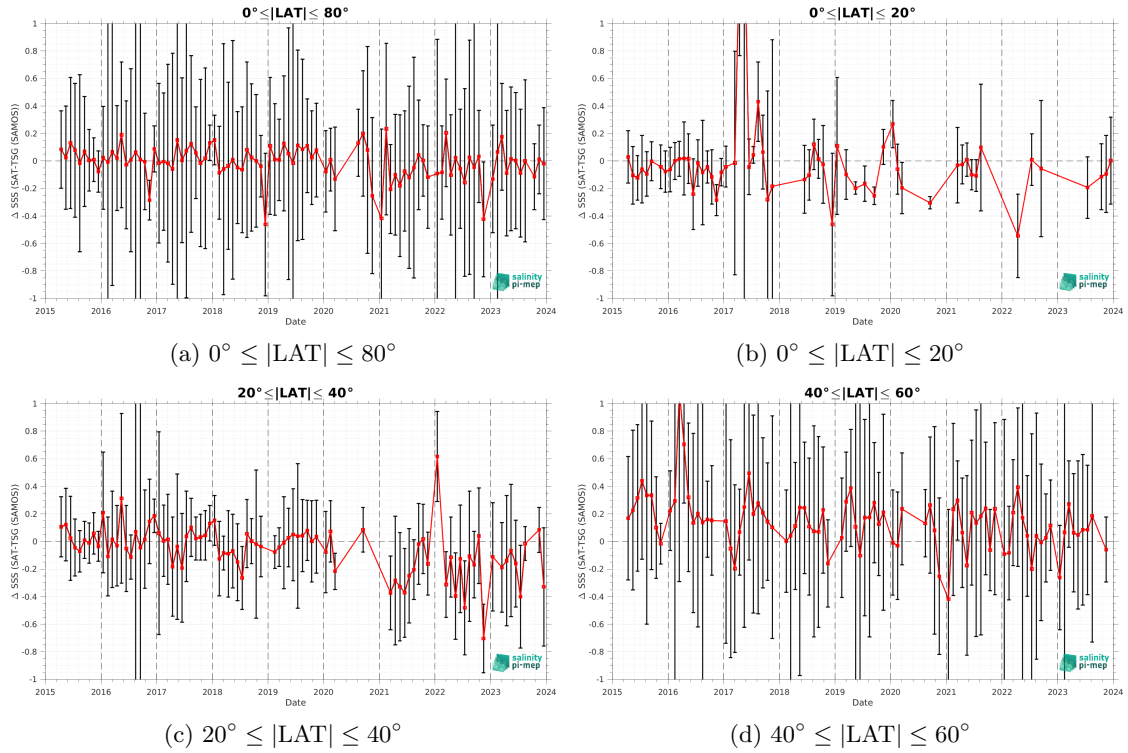 0°≤|LAT|≤ 80°
Δ SSS (SAT-TSG (SAMOS))
1
0.8
0.6
0.4
0.2
0
-0.2
-0.4
-0.6
-0.8
-1
2015 2016 2017 2018 2019 2020 2021 2022 2023 2024
Date
salinity
pi-mep
(a) 0° ≤ |LAT| ≤ 80°
0°≤|LAT|≤ 20°
Δ SSS (SAT-TSG (SAMOS))
1
0.8
0.6
0.4
0.2
0
-0.2
-0.4
-0.6
-0.8
-1
2015 2016 2017 2018 2019 2020 2021 2022 2023 2024
Date
salinity
pi-mep
(b) 0° ≤ |LAT| ≤ 20°
20°≤|LAT|≤ 40°
Δ SSS (SAT-TSG (SAMOS))
1
0.8
0.6
0.4
0.2
0
-0.2
-0.4
-0.6
-0.8
-1
2015 2016 2017 2018 2019 2020 2021 2022 2023 2024
Date
salinity
pi-mep
(c) 20° ≤ |LAT| ≤ 40°
40°≤|LAT|≤ 60°
Δ SSS (SAT-TSG (SAMOS))
1
0.8
0.6
0.4
0.2
0
-0.2
-0.4
-0.6
-0.8
-1
2015 2016 2017 2018 2019 2020 2021 2022 2023 2024
Date
salinity
pi-mep
(d) 40° ≤ |LAT| ≤ 60°